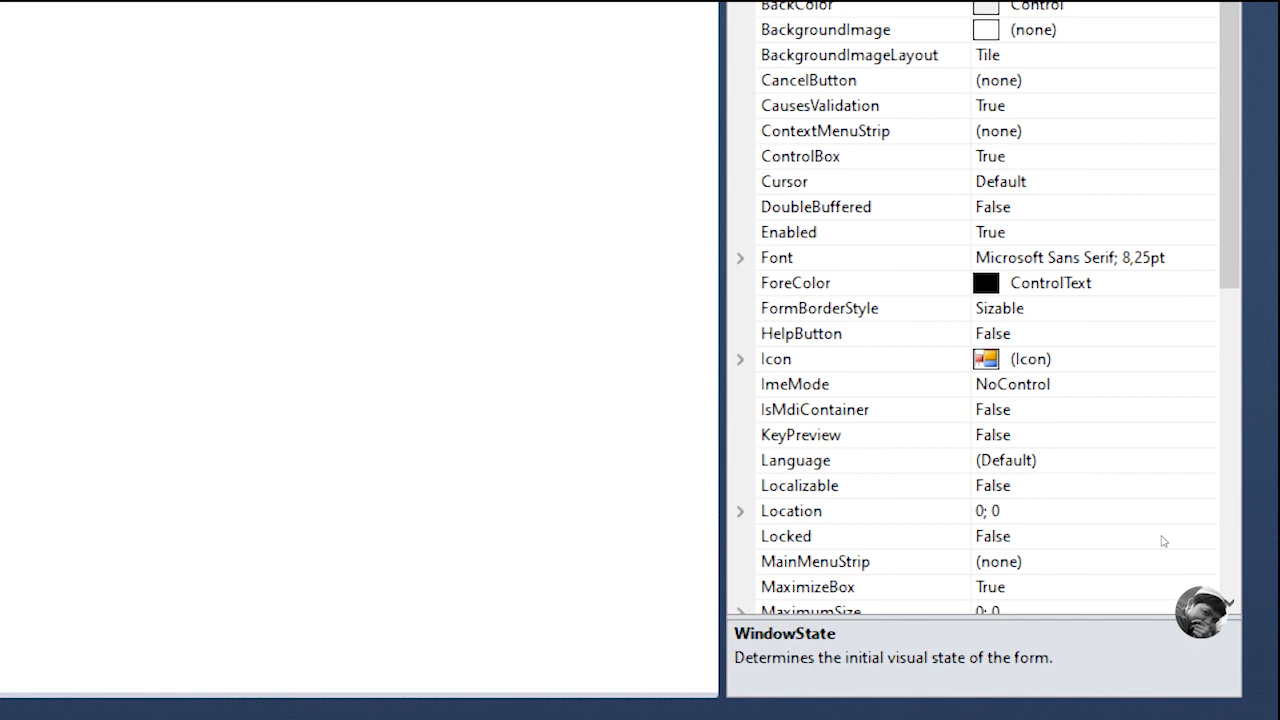 BackColor Control
BackgroundImage (none)
BackgroundImageLayout Tile
CancelButton (none)
CausesValidation True
ContextMenuStrip (none)
ControlBox True
Cursor Default
DoubleBuffered False
Enabled True
Font Microsoft Sans Serif; 8,25pt
ForeColor ControlText
FormBorderStyle Sizable
HelpButton False
Icon (Icon)
ImeMode NoControl
IsMdiContainer False
KeyPreview False
Language (Default)
Localizable False
Location 0; 0
Locked False
MainMenuStrip (none)
MaximizeBox True
MaximumSize 0; 0
WindowState
Determines the initial visual state of the form.